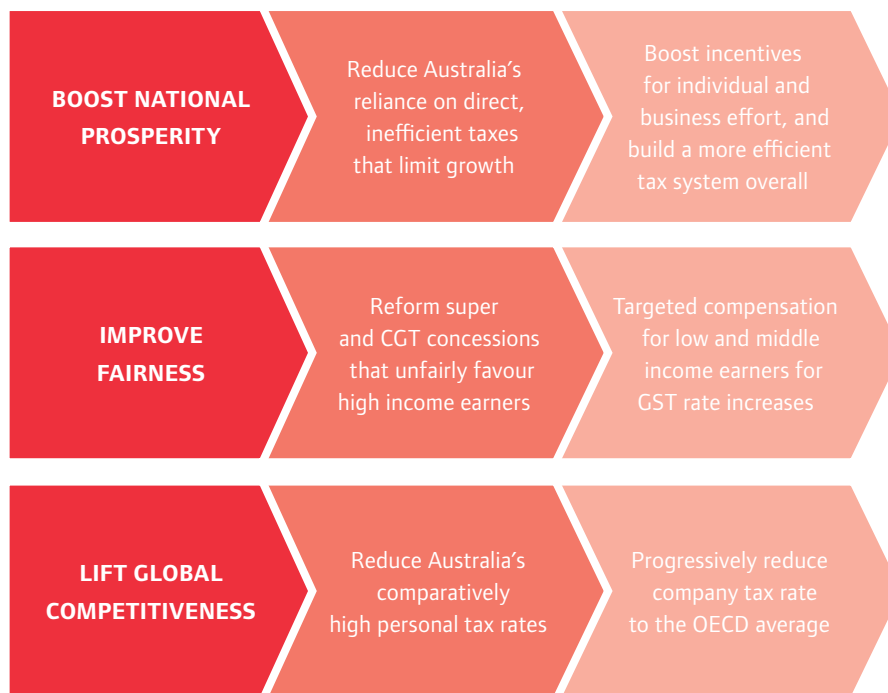 BOOST NATIONAL
PROSPERITY
Reduce Australia’s
reliance on direct,
inefficient taxes
that limit growth
Boost incentives
for individual and
business effort, and
build a more efficient
tax system overall
IMPROVE
FAIRNESS
Reform super
and CGT concessions
that unfairly favour
high income earners
Targeted compensation
for low and middle
income earners for
GST rate increases
LIFT GLOBAL
COMPETITIVENESS
Reduce Australia’s
comparatively
high personal tax rates
Progressively reduce
company tax rate
to the OECD average